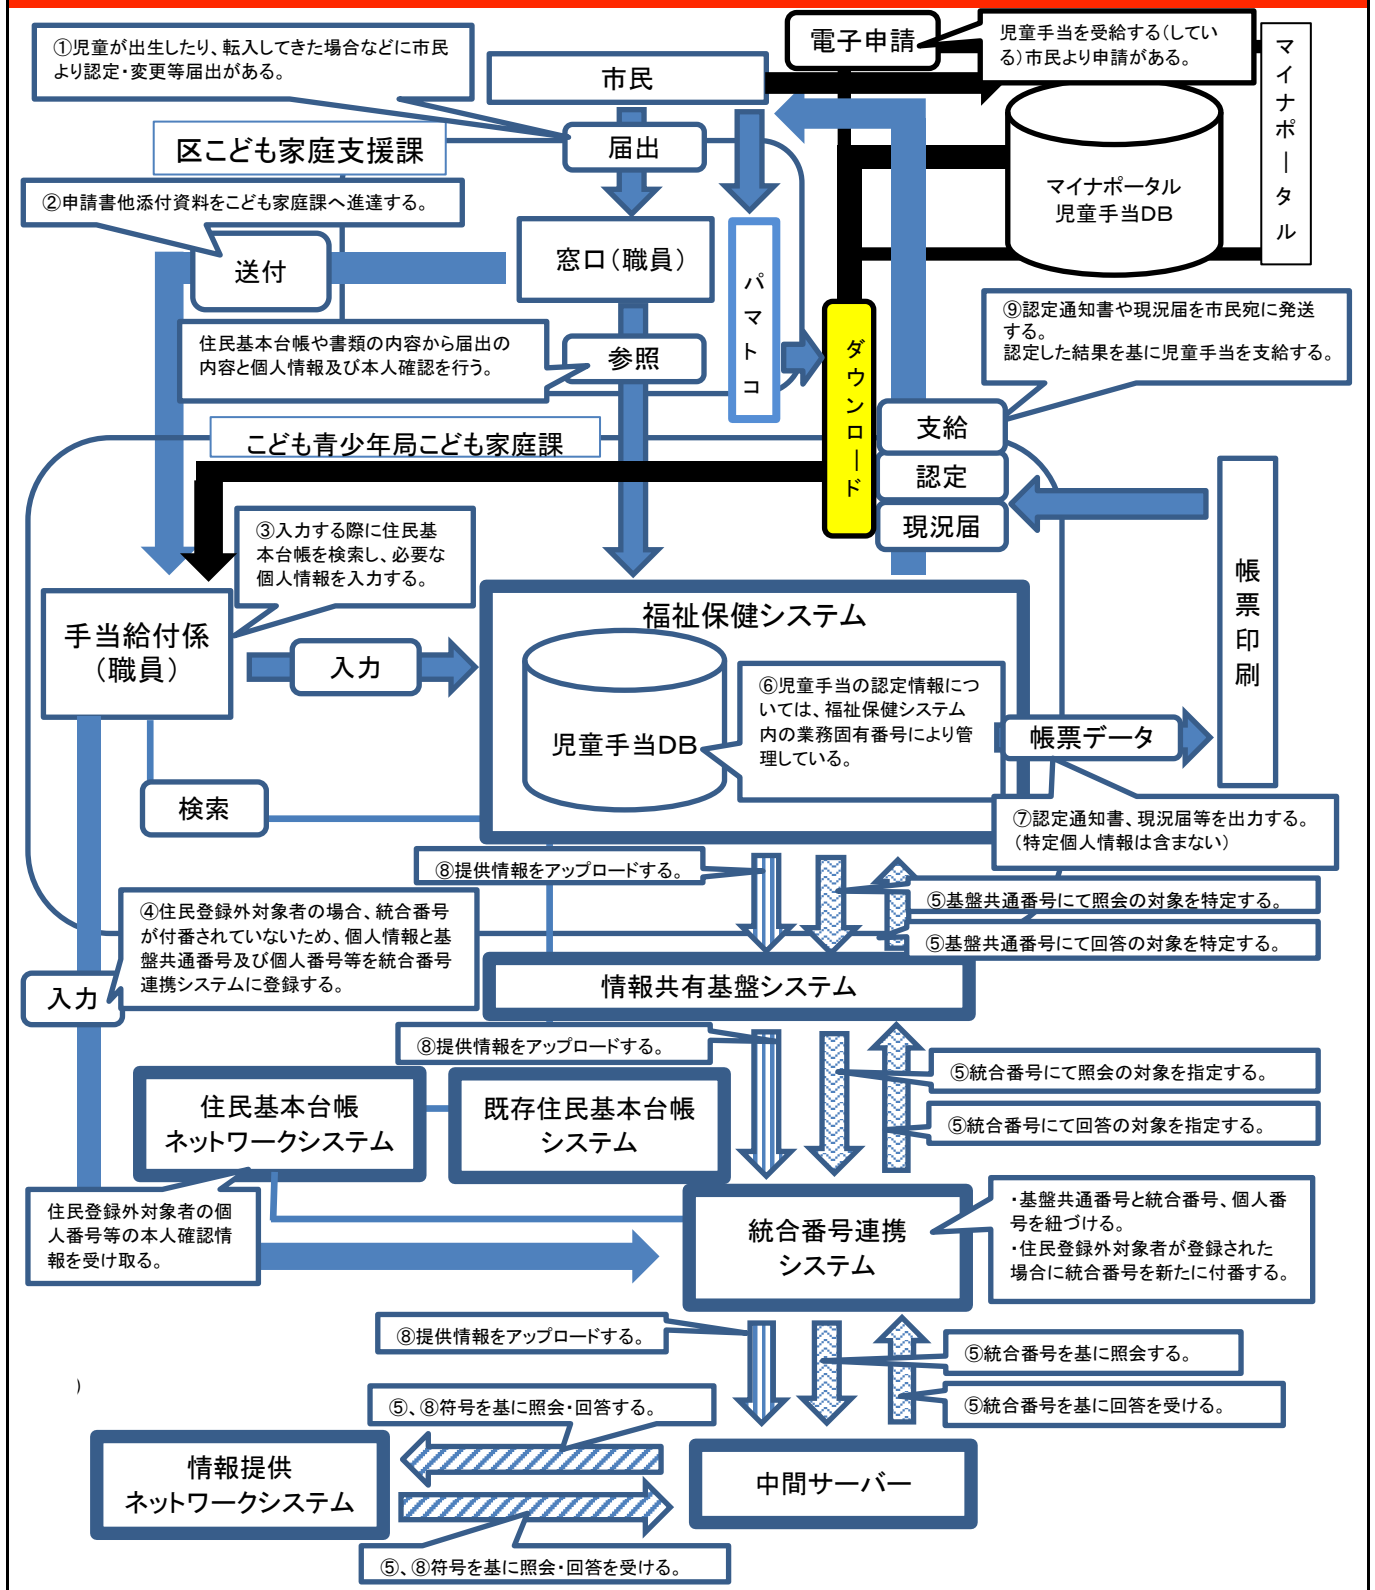 ①児童が出生したり、転入してきた場合などに市民
より認定・変更等届出がある。
市民
電子申請
児童手当を受給する(してい
る)市民より申請がある。
マイナポータル
届出
区こども家庭支援課
マイナポータル
児童手当DB
②申請書他添付資料をこども家庭課へ進達する。
送付
窓口(職員)
パマトコ
ダウンロード
⑨認定通知書や現況届を市民宛に発送
する。
認定した結果を基に児童手当を支給する。
住民基本台帳や書類の内容から届出の
内容と個人情報及び本人確認を行う。
参照
支給
認定
現況届
こども青少年局こども家庭課
③入力する際に住民基
本台帳を検索し、必要な
個人情報を入力する。
帳票印刷
手当給付係
(職員)
入力
福祉保健システム
児童手当DB
⑥児童手当の認定情報につ
いては、福祉保健システム
内の業務固有番号により管
理している。
帳票データ
検索
⑦認定通知書、現況届等を出力する。
(特定個人情報は含まない)
⑧提供情報をアップロードする。
⑤基盤共通番号にて照会の対象を特定する。
⑤基盤共通番号にて回答の対象を特定する。
④住民登録外対象者の場合、統合番号
が付番されていないため、個人情報と基
盤共通番号及び個人番号等を統合番号
連携システムに登録する。
入力
情報共有基盤システム
⑧提供情報をアップロードする。
⑤統合番号にて照会の対象を指定する。
⑤統合番号にて回答の対象を指定する。
住民基本台帳
ネットワークシステム
既存住民基本台帳
システム
住民登録外対象者の個
人番号等の本人確認情
報を受け取る。
統合番号連携
システム
・基盤共通番号と統合番号、個人番
号を紐づける。
・住民登録外対象者が登録された
場合に統合番号を新たに付番する。
⑧提供情報をアップロードする。
⑤統合番号を基に照会する。
⑤統合番号を基に回答を受ける。
)
⑤、⑧符号を基に照会・回答する。
情報提供
ネットワークシステム
中間サーバー
⑤、⑧符号を基に照会・回答を受ける。